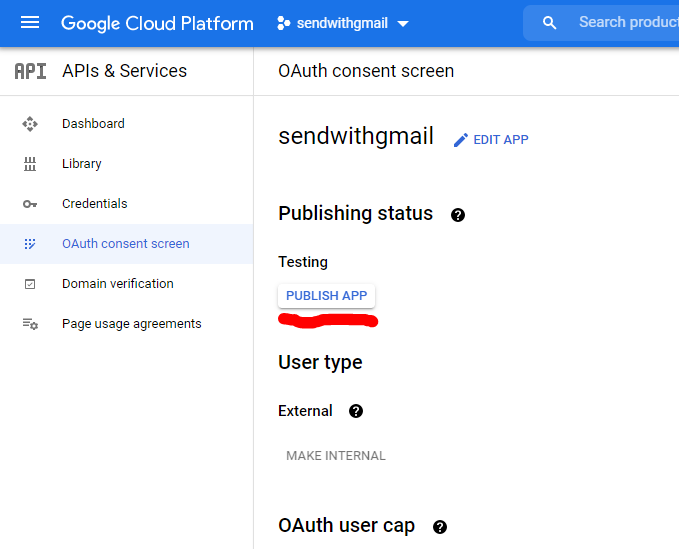 Google Cloud Platform
sendwithgmail
Search product
API
APIs & Services
OAuth consent screen
Dashboard
Library
Credentials
OAuth consent screen
Domain verification
Page usage agreements
sendwithgmail
EDIT APP
Publishing status
?
Testing
PUBLISH APP
User type
External
?
MAKE INTERNAL
OAuth user cap
?